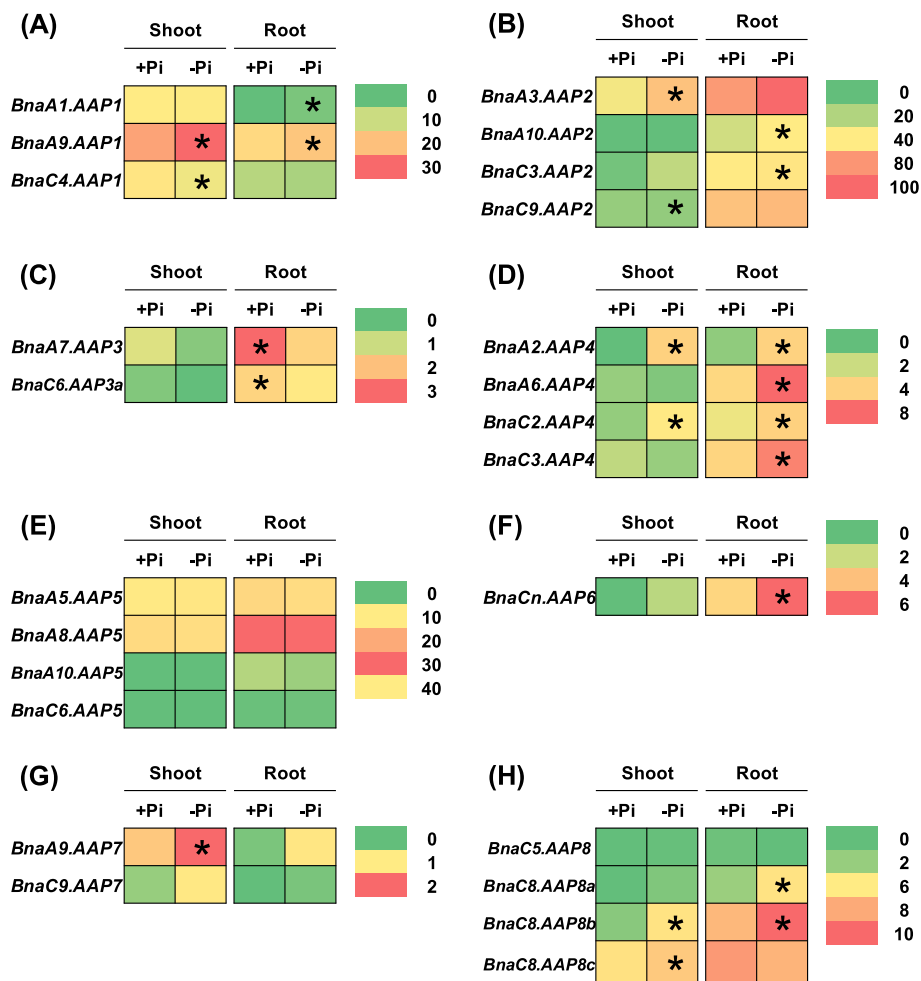 (A)
Shoot Root
+Pi -Pi +Pi -Pi
BnaA1.AAP1 *
BnaA9.AAP1 * *
BnaC4.AAP1 *
0
10
20
30
(B)
Shoot Root
+Pi -Pi +Pi -Pi
BnaA3.AAP2 *
BnaA10.AAP2 *
BnaC3.AAP2 *
BnaC9.AAP2 *
0
20
40
80
100
(C)
Shoot Root
+Pi -Pi +Pi -Pi
BnaA7.AAP3 *
BnaC6.AAP3a *
0
1
2
3
(D)
Shoot Root
+Pi -Pi +Pi -Pi
BnaA2.AAP4 * *
BnaA6.AAP4 *
BnaC2.AAP4 * *
BnaC3.AAP4 *
0
2
4
8
(E)
Shoot Root
+Pi -Pi +Pi -Pi
BnaA5.AAP5
BnaA8.AAP5
BnaA10.AAP5
BnaC6.AAP5
0
10
20
30
40
(F)
Shoot Root
+Pi -Pi +Pi -Pi
BnaCn.AAP6 *
0
2
4
6
(G)
Shoot Root
+Pi -Pi +Pi -Pi
BnaA9.AAP7 *
BnaC9.AAP7
0
1
2
(H)
Shoot Root
+Pi -Pi +Pi -Pi
BnaC5.AAP8
BnaC8.AAP8a *
BnaC8.AAP8b * *
BnaC8.AAP8c *
0
2
6
8
10